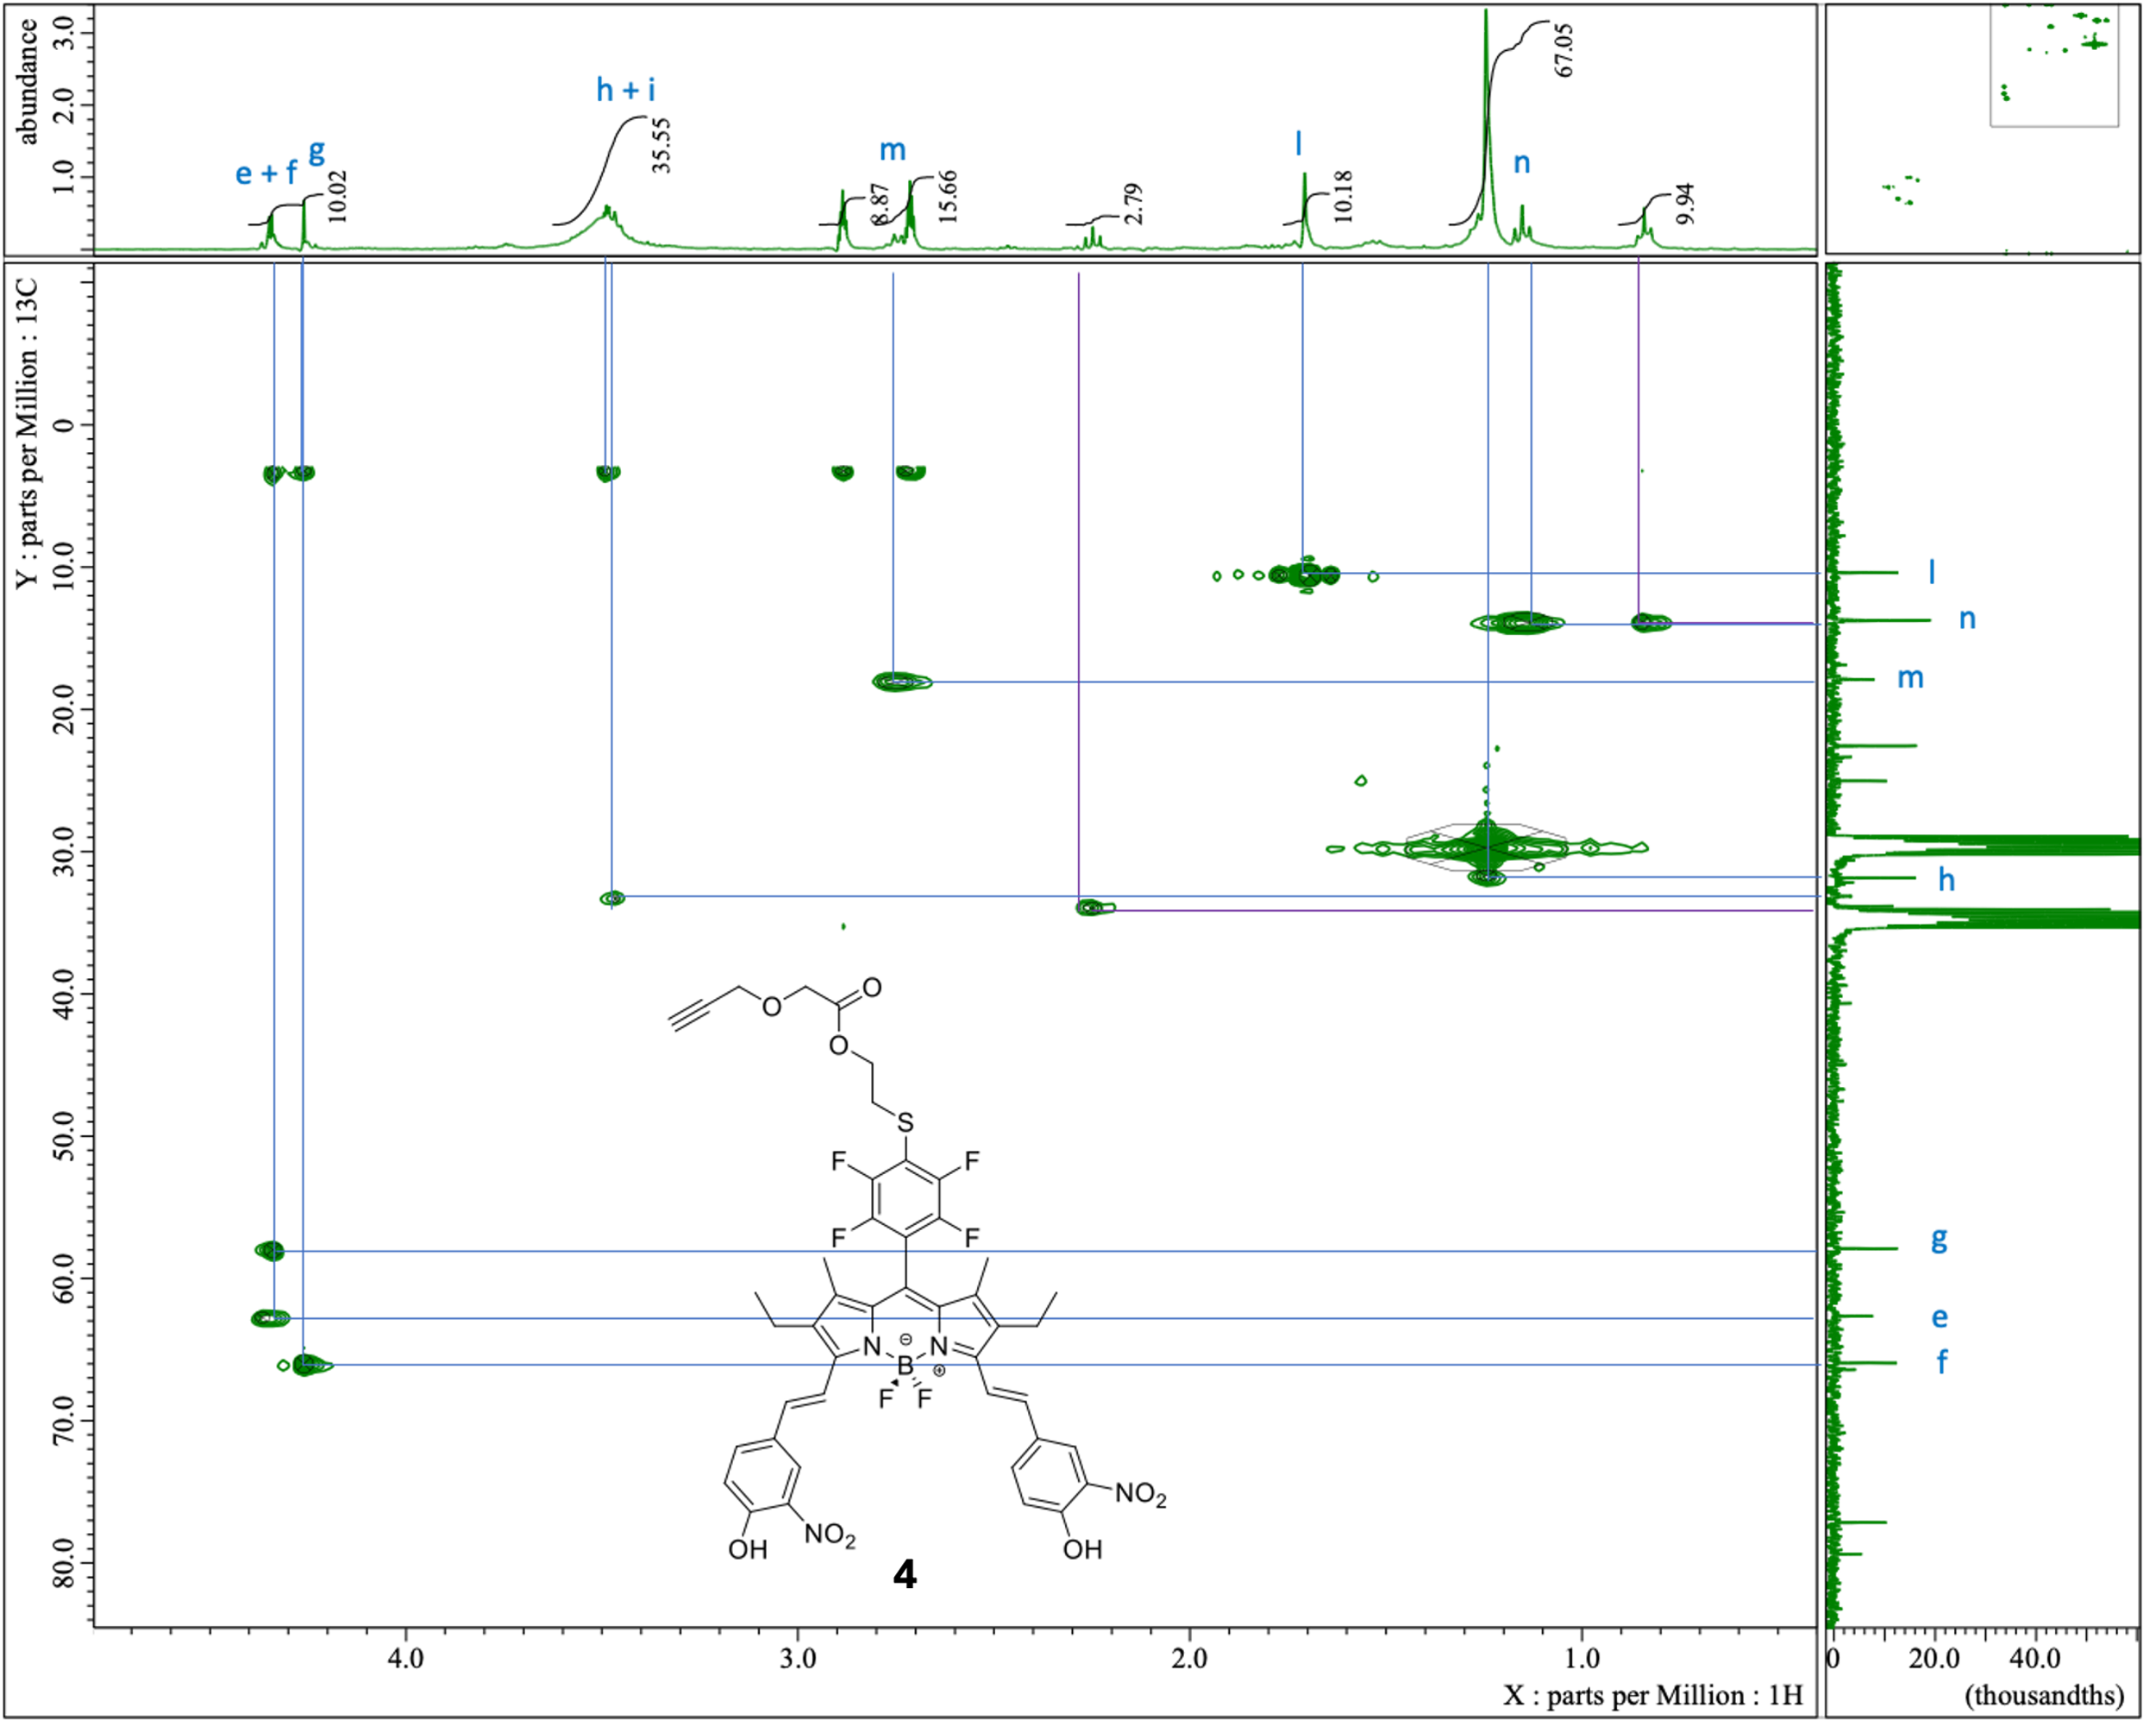 abundance
3.0
2.0
1.0
e + f
g
10.02
h + i
35.55
m
8.87
15.66
2.79
l
10.18
67.05
n
9.94
Y : parts per Million : 13C
0
10.0
20.0
30.0
40.0
50.0
60.0
70.0
80.0
l
n
m
h
g
e
f
O
O
O
S
F F
F F
N ⊖ N
B ⊕
F F
NO2
NO2
OH OH
4
4.0 3.0 2.0 1.0
X : parts per Million : 1H
0 20.0 40.0
(thousandths)